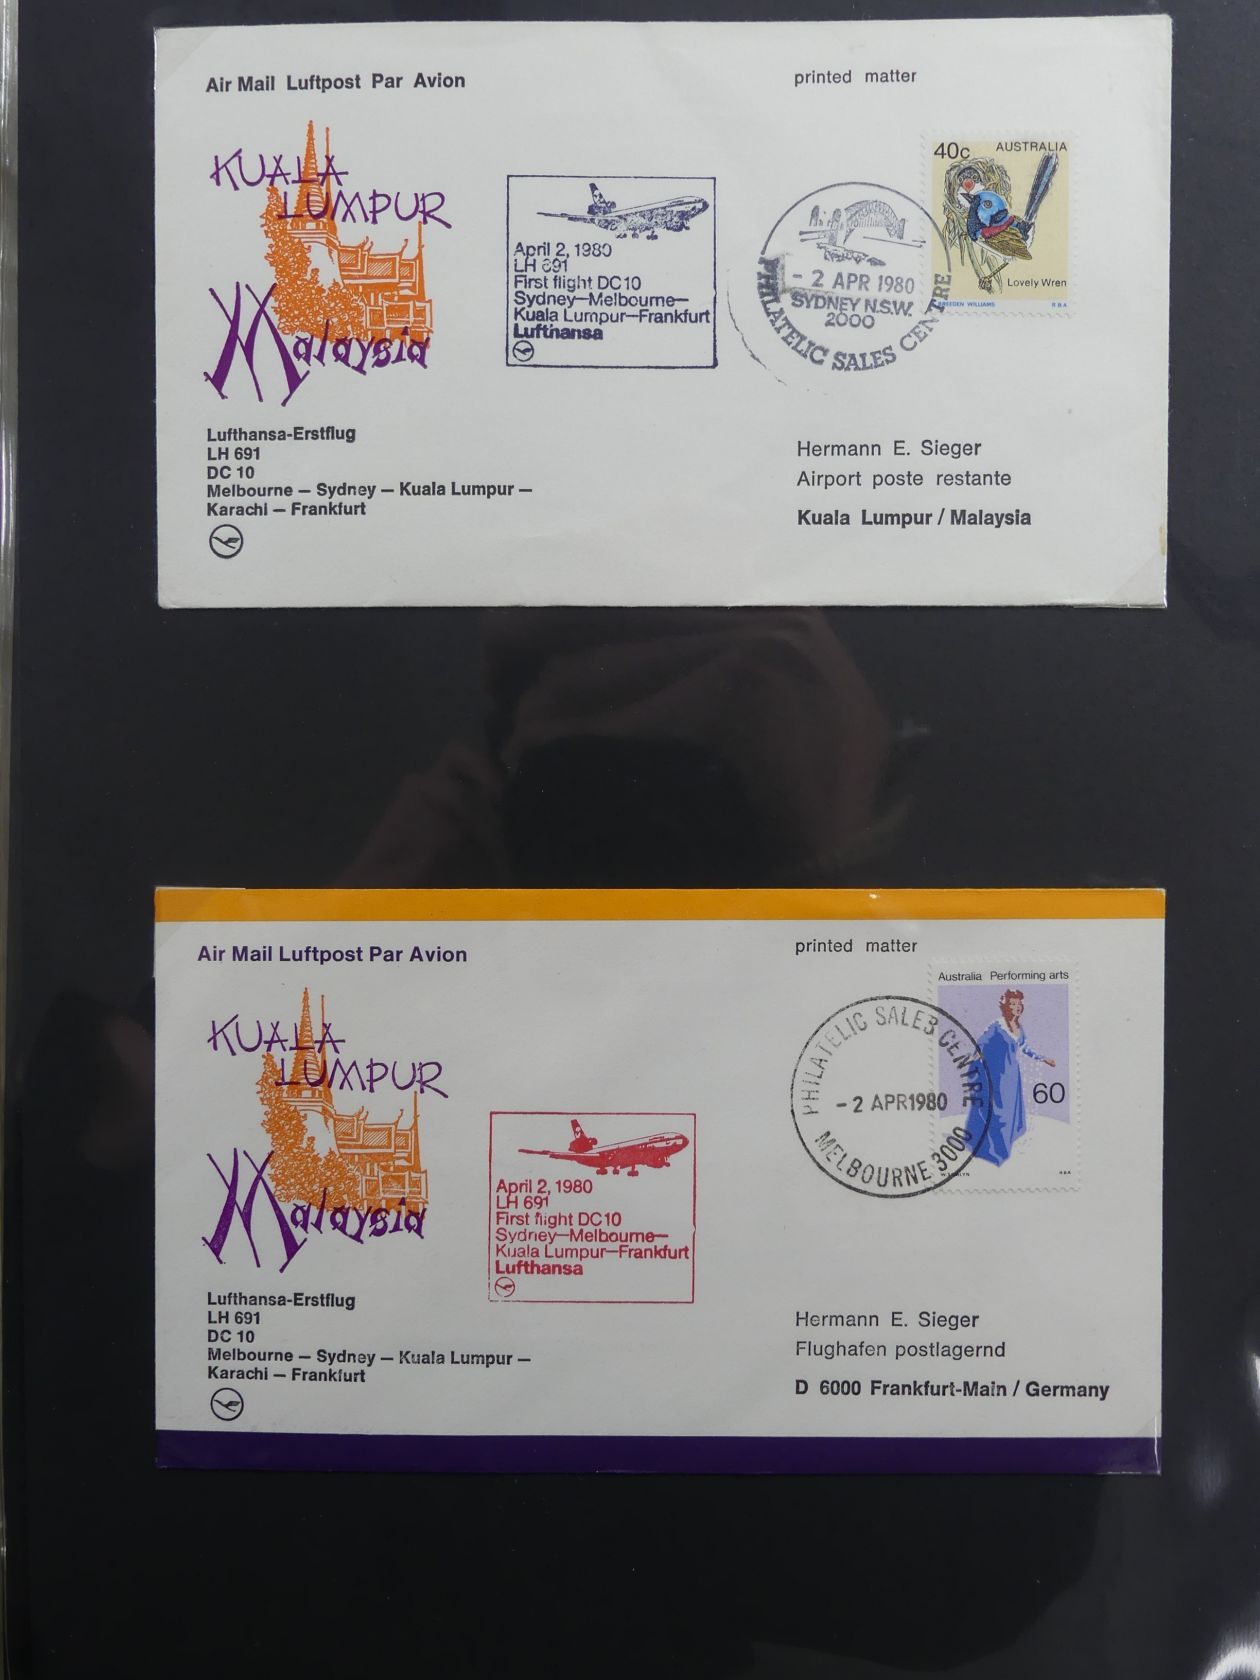 Air Mail Luftpost Par Avion
printed matter
KUALA
LUMPUR
Malaysia
April 2, 1980
LH 691
First flight DC10
Sydney—Melbourne—
Kuala Lumpur—Frankfurt
Lufthansa
- 2 APR 1980
SYDNEY N.S.W.
2000
PHILATELIC SALES CENTRE
40c AUSTRALIA
Lovely Wren
BREEDEN WILLIAMS R B A
Lufthansa-Erstflug
LH 691
DC 10
Melbourne – Sydney – Kuala Lumpur –
Karachi – Frankfurt
Hermann E. Sieger
Airport poste restante
Kuala Lumpur / Malaysia
Air Mail Luftpost Par Avion
printed matter
KUALA
LUMPUR
Malaysia
April 2, 1980
LH 691
First flight DC10
Sydney—Melbourne—
Kuala Lumpur—Frankfurt
Lufthansa
PHILATELIC SALES CENTRE
- 2 APR1980
MELBOURNE 3000
Australia Performing arts
60
RBA
Lufthansa-Erstflug
LH 691
DC 10
Melbourne – Sydney – Kuala Lumpur –
Karachi – Frankfurt
Hermann E. Sieger
Flughafen postlagernd
D 6000 Frankfurt-Main / Germany